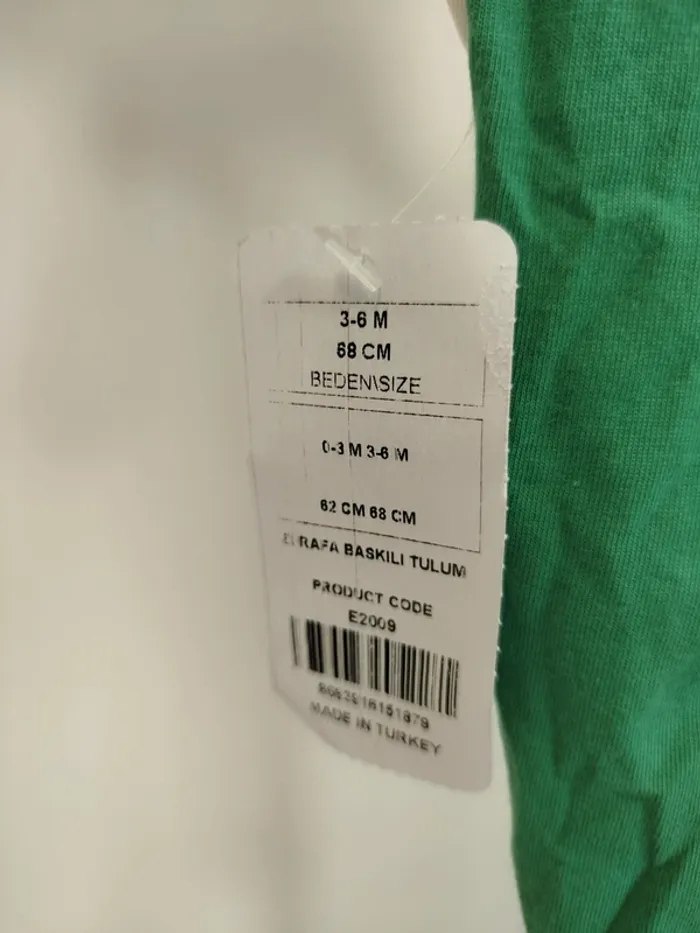 3-6 M
68 CM
BEDEN\SIZE
0-3 M 3-6 M
62 CM 68 CM
BASKILI TULUM
PRODUCT CODE
E2009
MADE IN TURKEY